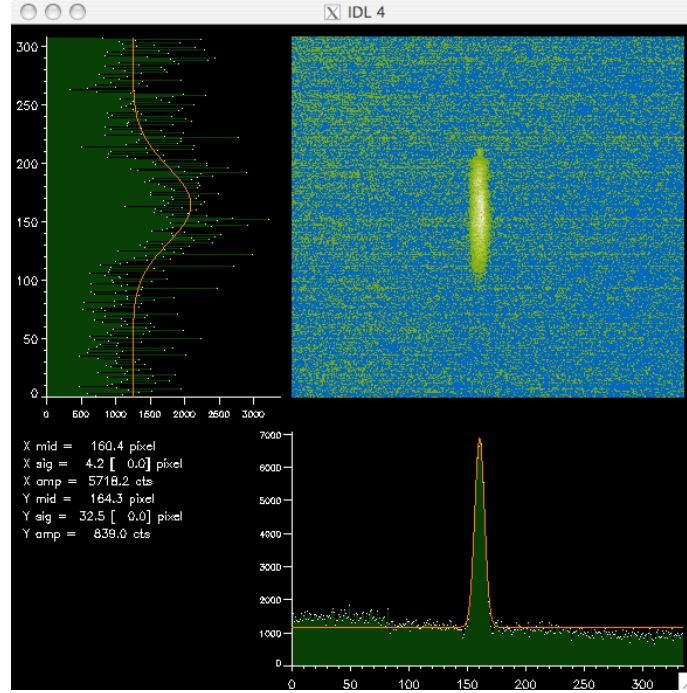 IDL 4
300
250
200
150
100
50
0
0 500 1000 1500 2000 2500 3000
X mid = 160.4 pixel
X sig = 4.2 [ 0.0] pixel
X amp = 5718.2 cts
Y mid = 164.3 pixel
Y sig = 32.5 [ 0.0] pixel
Y amp = 839.0 cts
7000
6000
5000
4000
3000
2000
1000
0
0 50 100 150 200 250 300